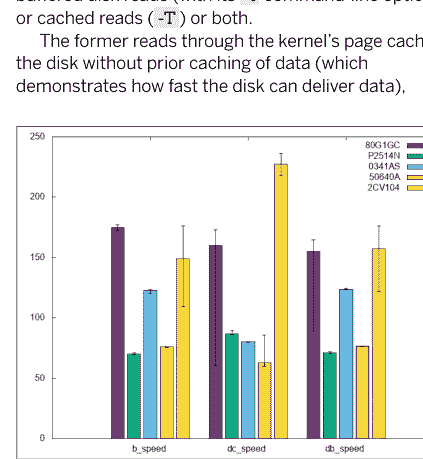 or cached reads (-T) or both.
The former reads through the kernel’s page cach
the disk without prior caching of data (which
demonstrates how fast the disk can deliver data),
250
80G1GC
P2514N
0341AS
50640A
2CV104
200
150
100
50
0
b_speed dc_speed db_speed